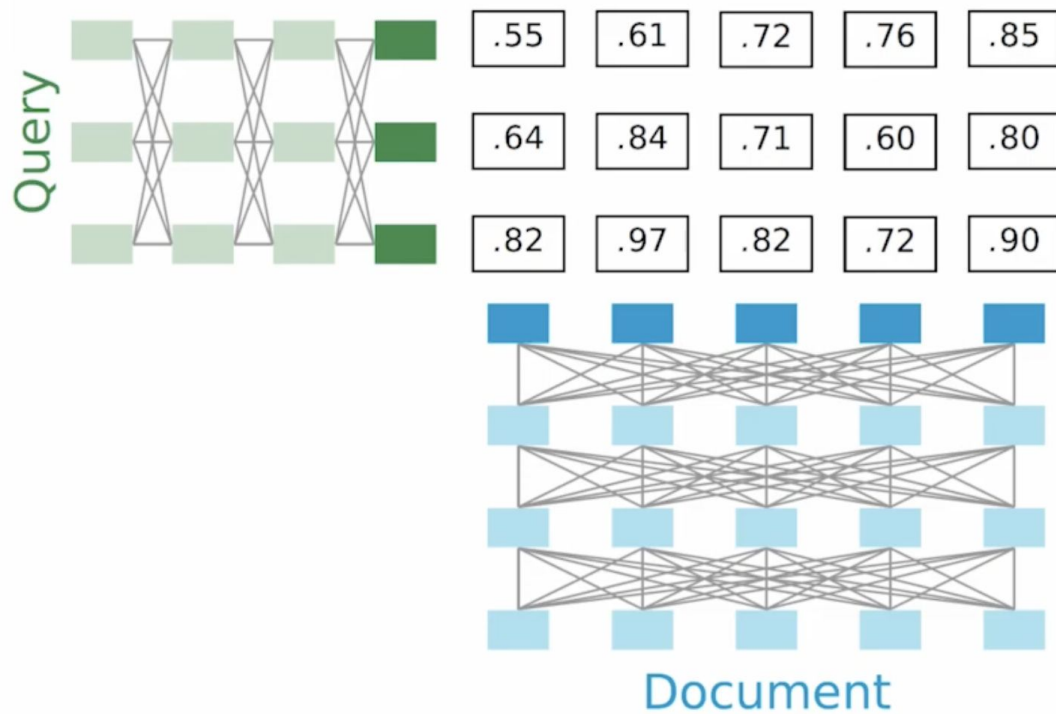 Query
.55 .61 .72 .76 .85
.64 .84 .71 .60 .80
.82 .97 .82 .72 .90
Document